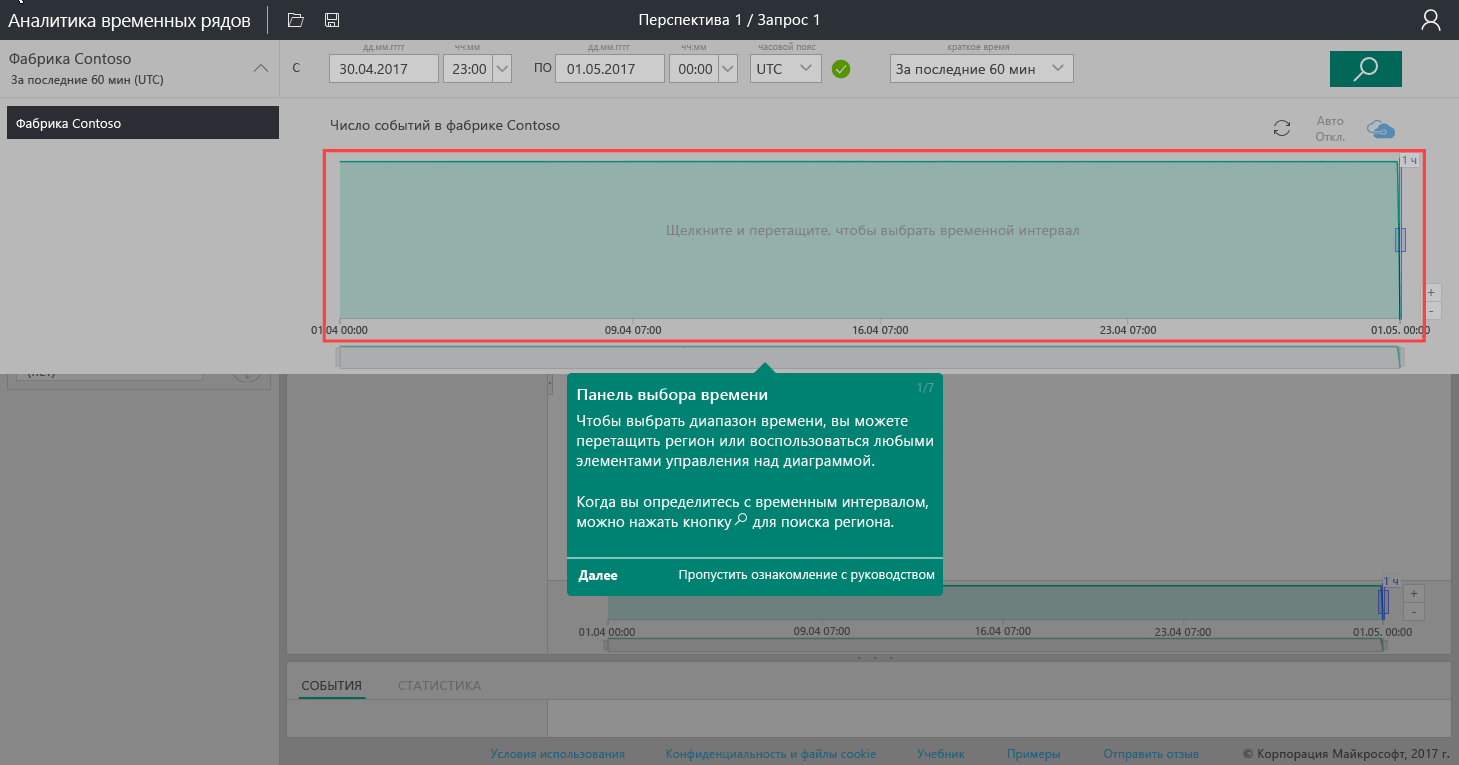 Аналитика временных рядов
Перспектива 1 / Запрос 1
Фабрика Contoso
За последние 60 мин (UTC)
дд.мм.гггг
чч:мм
дд.мм.гггг
чч:мм
часовой пояс
краткое время
С
30.04.2017
23:00
ПО
01.05.2017
00:00
UTC
За последние 60 мин
Фабрика Contoso
Число событий в фабрике Contoso
Авто
Откл.
1 ч
Щелкните и перетащите, чтобы выбрать временной интервал
+
-
01.04 00:00
09.04 07:00
16.04 07:00
23.04 07:00
01.05. 00:00
(нет)
Панель выбора времени
1/7
Чтобы выбрать диапазон времени, вы можете
перетащить регион или воспользоваться любыми
элементами управления над диаграммой.
Когда вы определитесь с временным интервалом,
можно нажать кнопку для поиска региона.
Далее
Пропустить ознакомление с руководством
1 ч
+
-
01.04 00:00
09.04 07:00
16.04 07:00
23.04 07:00
01.05. 00:00
СОБЫТИЯ
СТАТИСТИКА
Условия использования
Конфиденциальность и файлы cookie
Учебник
Примеры
Отправить отзыв
© Корпорация Майкрософт, 2017 г.